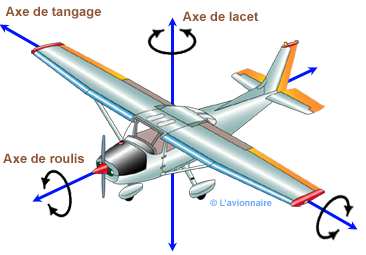 Axe de tangage
Axe de lacet
Axe de roulis
© L'avionnaire